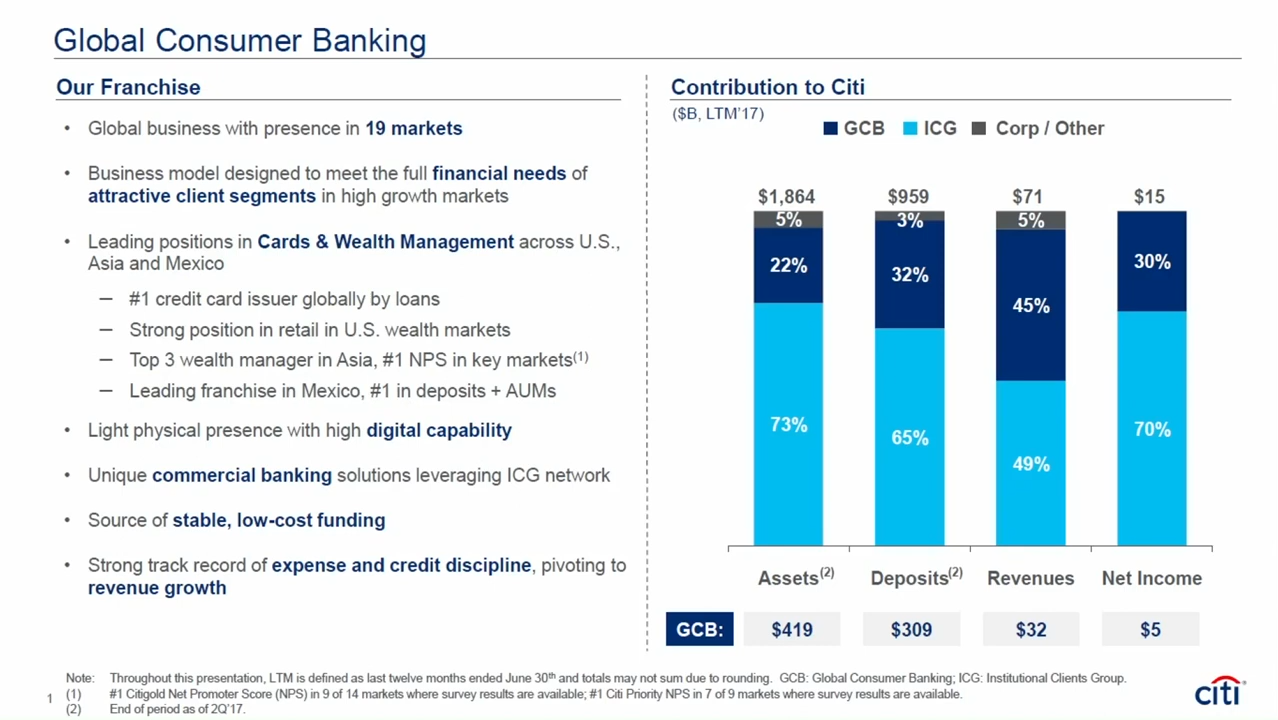 Global Consumer Banking
Our Franchise
• Global business with presence in 19 markets
• Business model designed to meet the full financial needs of
attractive client segments in high growth markets
• Leading positions in Cards & Wealth Management across U.S.,
Asia and Mexico
– #1 credit card issuer globally by loans
– Strong position in retail in U.S. wealth markets
– Top 3 wealth manager in Asia, #1 NPS in key markets(1)
– Leading franchise in Mexico, #1 in deposits + AUMs
• Light physical presence with high digital capability
• Unique commercial banking solutions leveraging ICG network
• Source of stable, low-cost funding
• Strong track record of expense and credit discipline, pivoting to
revenue growth
Contribution to Citi
($B, LTM'17)
GCB ICG Corp / Other
$1,864 $959 $71 $15
5% 3% 5%
22% 32% 45% 30%
73% 65% 49% 70%
Assets(2) Deposits(2) Revenues Net Income
GCB: $419 $309 $32 $5
Note: Throughout this presentation, LTM is defined as last twelve months ended June 30th and totals may not sum due to rounding. GCB: Global Consumer Banking; ICG: Institutional Clients Group.
(1) #1 Citigold Net Promoter Score (NPS) in 9 of 14 markets where survey results are available; #1 Citi Priority NPS in 7 of 9 markets where survey results are available.
(2) End of period as of 2Q'17.
1
citi